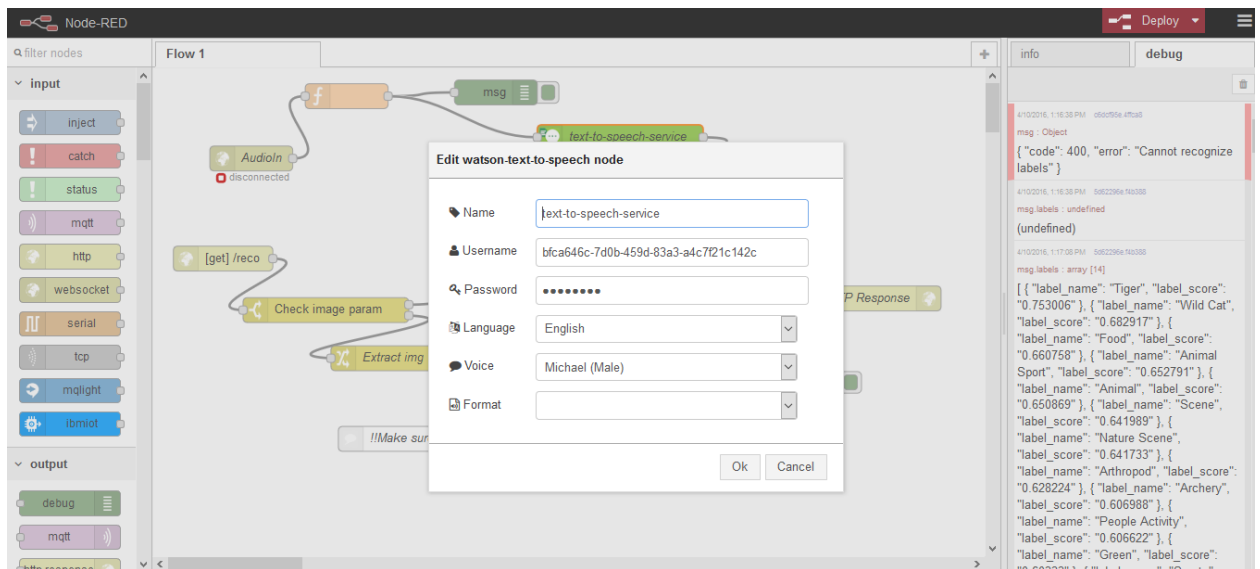 Node-RED
Deploy
filter nodes
input
inject
catch
status
mqtt
http
websocket
serial
tcp
mqlight
ibmiot
output
debug
mqtt
Flow 1
msg
text-to-speech-service
AudioIn
disconnected
[get] /reco
Check image param
Extract img
!!Make sur
P Response
Edit watson-text-to-speech node
Name
text-to-speech-service
Username
bfca646c-7d0b-459d-83a3-a4c7f21c142c
Password
Language
English
Voice
Michael (Male)
Format
Ok
Cancel
info
debug
4/10/2016, 1:16:38 PM
msg : Object
{ "code": 400, "error": "Cannot recognize
labels" }
4/10/2016, 1:16:38 PM 5d62296e.f4b388
msg.labels : undefined
(undefined)
4/10/2016, 1:17:08 PM 5d62296e.f4b388
msg.labels : array [14]
[ { "label_name": "Tiger", "label_score":
"0.753006" }, { "label_name": "Wild Cat",
"label_score": "0.682917" }, {
"label_name": "Food", "label_score":
"0.660758" }, { "label_name": "Animal
Sport", "label_score": "0.652791" }, {
"label_name": "Animal", "label_score":
"0.650869" }, { "label_name": "Scene",
"label_score": "0.641989" }, {
"label_name": "Nature Scene",
"label_score": "0.641733" }, {
"label_name": "Arthropod", "label_score":
"0.628224" }, { "label_name": "Archery",
"label_score": "0.606988" }, {
"label_name": "People Activity",
"label_score": "0.606622" }, {
"label_name": "Green", "label_score":